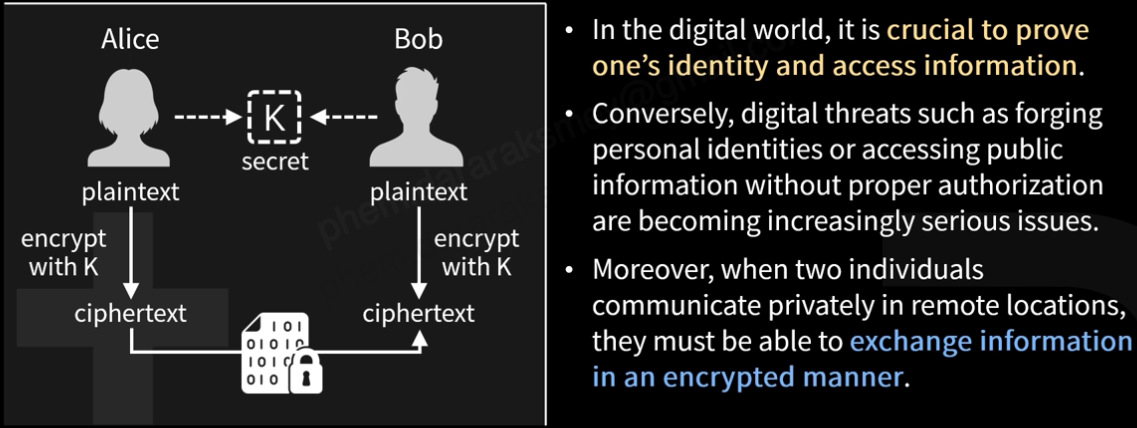 Alice
Bob
K
secret
plaintext
plaintext
encrypt
with K
encrypt
with K
ciphertext
ciphertext
101
0101
1010
010
• In the digital world, it is crucial to prove
one's identity and access information.
• Conversely, digital threats such as forging
personal identities or accessing public
information without proper authorization
are becoming increasingly serious issues.
• Moreover, when two individuals
communicate privately in remote locations,
they must be able to exchange information
in an encrypted manner.